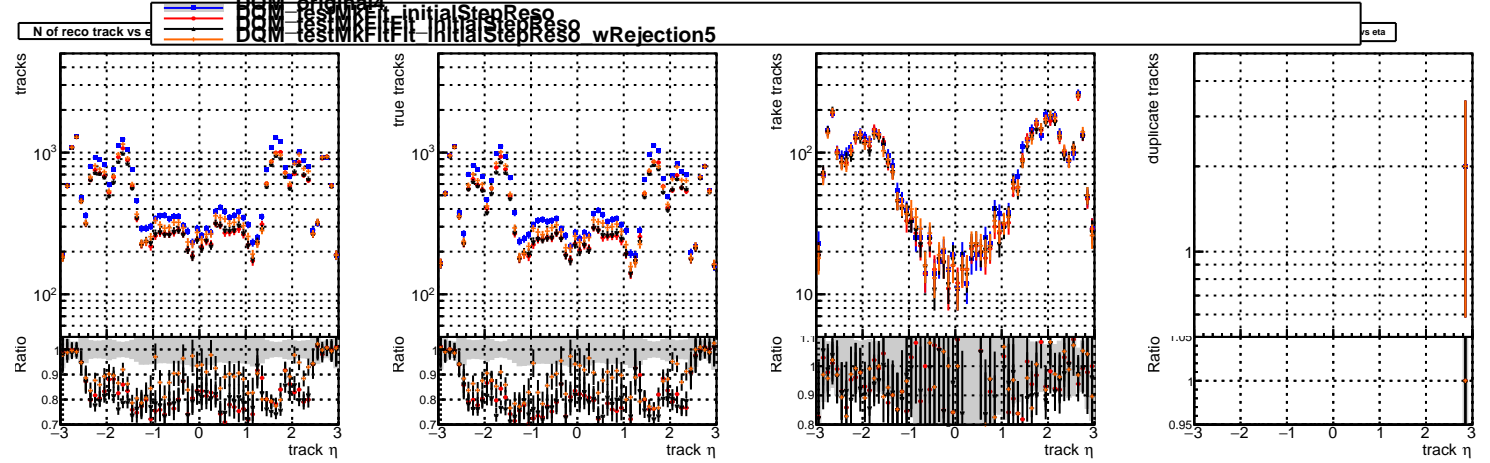 DQM_original4
DQM_testMkFit_initialStepReso
DQM_testMkFitFit_initialStepReso
DQM_testMkFitFit_initialStepReso_wRejection5
N of reco track vs e
vs eta
tracks
10³
10²
Ratio
1
0.9
0.8
0.7
−3 −2 −1 0 1 2 3
track η
true tracks
10³
10²
Ratio
1
0.9
0.8
0.7
−3 −2 −1 0 1 2 3
track η
fake tracks
10²
10
Ratio
1.1
1
0.9
0.8
−3 −2 −1 0 1 2 3
track η
duplicate tracks
1
Ratio
1.05
1
0.95
−3 −2 −1 0 1 2 3
track η